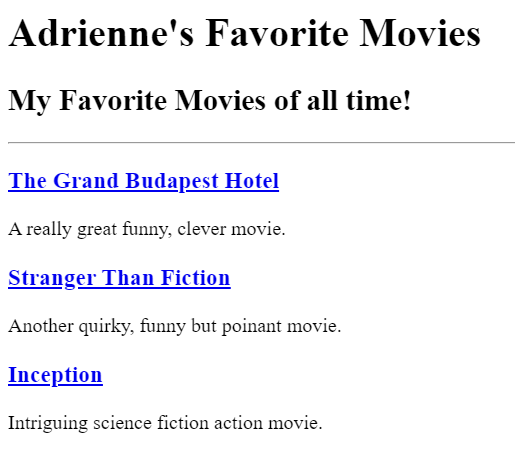 Adrienne's Favorite Movies
My Favorite Movies of all time!
The Grand Budapest Hotel
A really great funny, clever movie.
Stranger Than Fiction
Another quirky, funny but poinant movie.
Inception
Intriguing science fiction action movie.